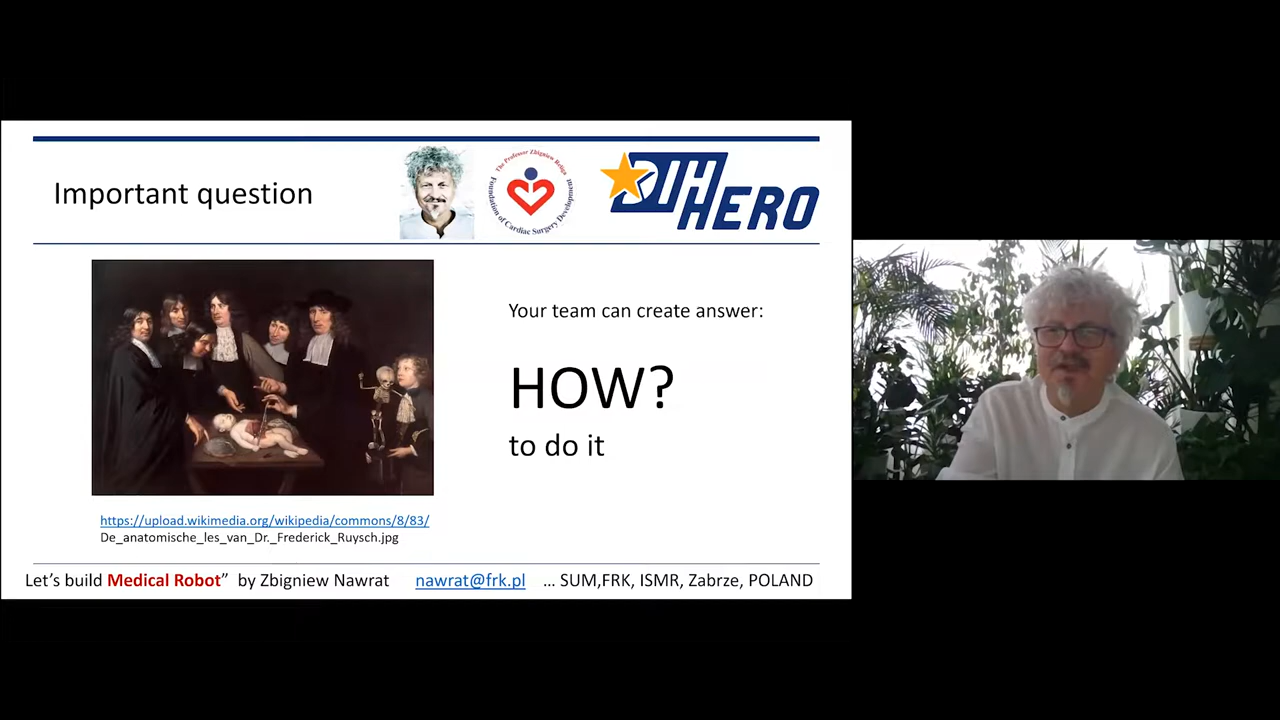 Important question
The Professor Zbigniew Religa
Foundation of Cardiac Surgery Development
DIH
HERO
Your team can create answer:
HOW?
to do it
https://upload.wikimedia.org/wikipedia/commons/8/83/
De_anatomische_les_van_Dr._Frederick_Ruysch.jpg
Let's build Medical Robot” by Zbigniew Nawrat nawrat@frk.pl ... SUM,FRK, ISMR, Zabrze, POLAND